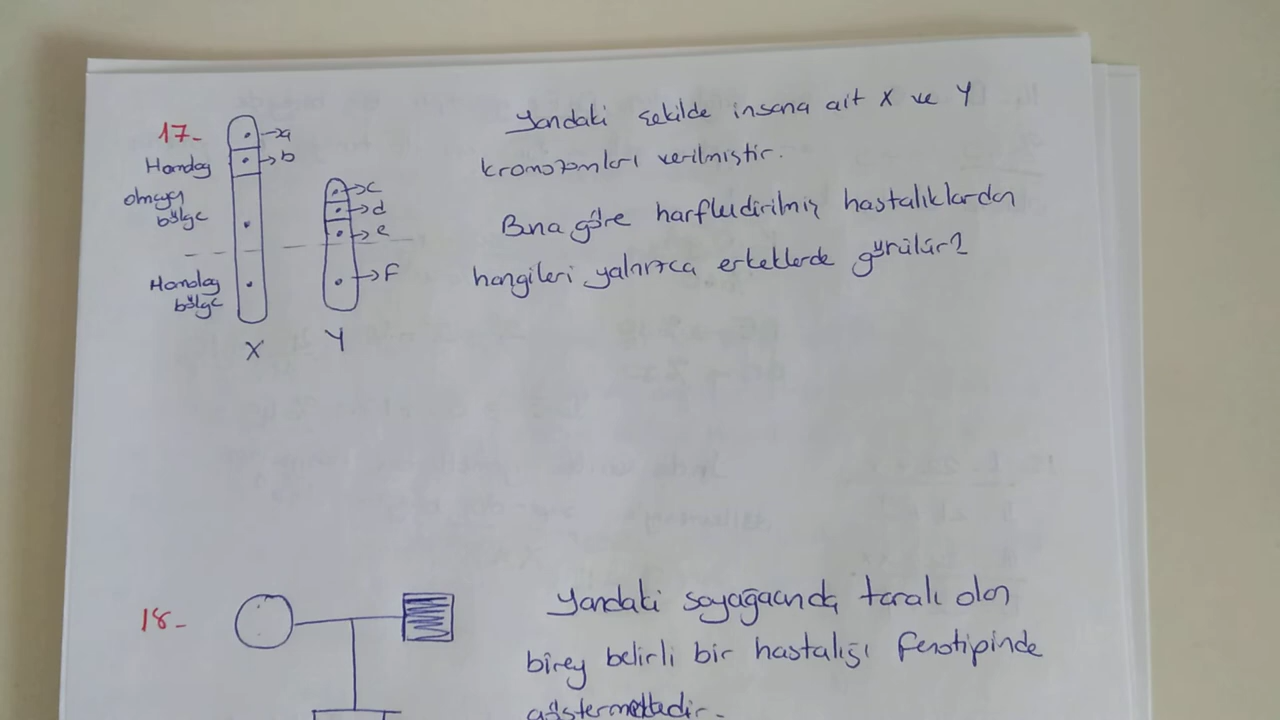 17-
a
b
Homolog
olmayan
bölge
c
d
e
f
Homolog
bölge
X
Y
Yandaki şekilde insana ait X ve Y
kromozomları verilmiştir.
Buna göre harflendirilmiş hastalıklardan
hangileri yalnızca erkeklerde görülür?
18-
Yandaki soyağacında taralı olan
birey belirli bir hastalığı fenotipinde
göstermektedir.